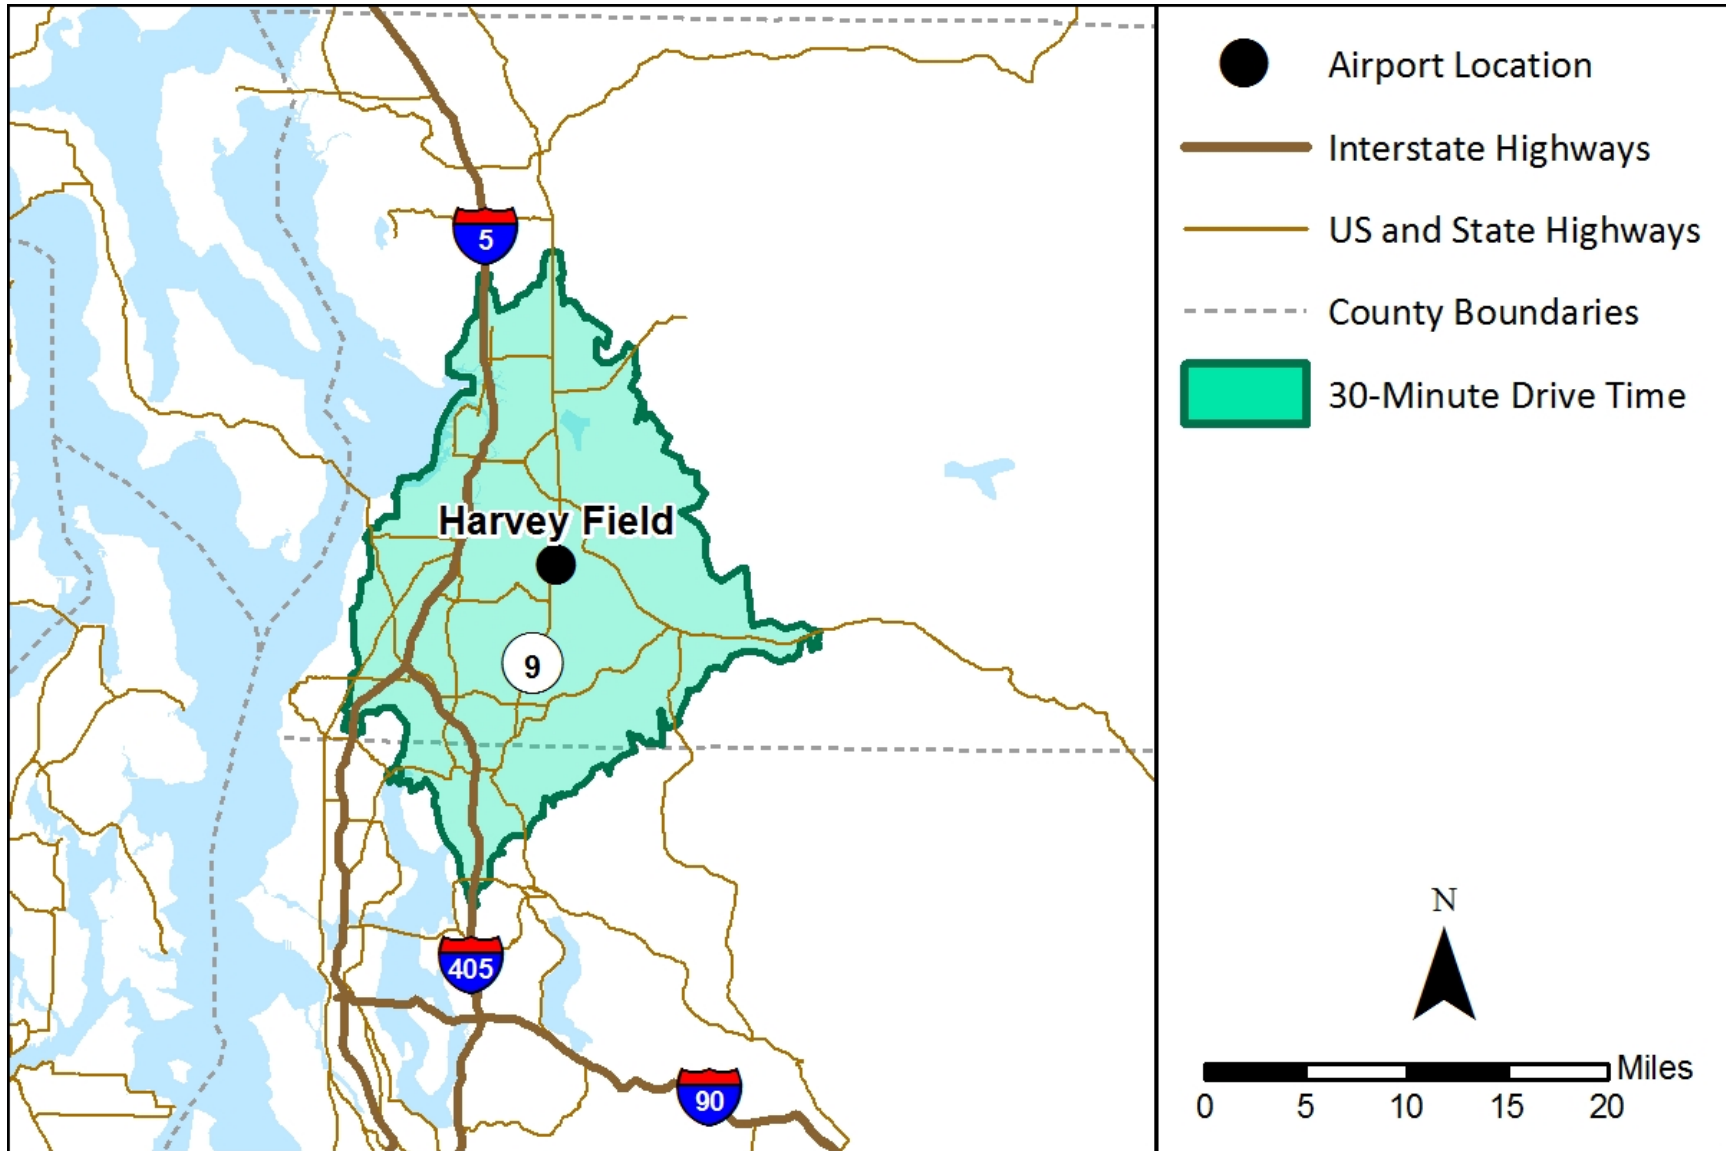 5
Harvey Field
9
405
90
Airport Location
Interstate Highways
US and State Highways
County Boundaries
30-Minute Drive Time
N
Miles
0 5 10 15 20